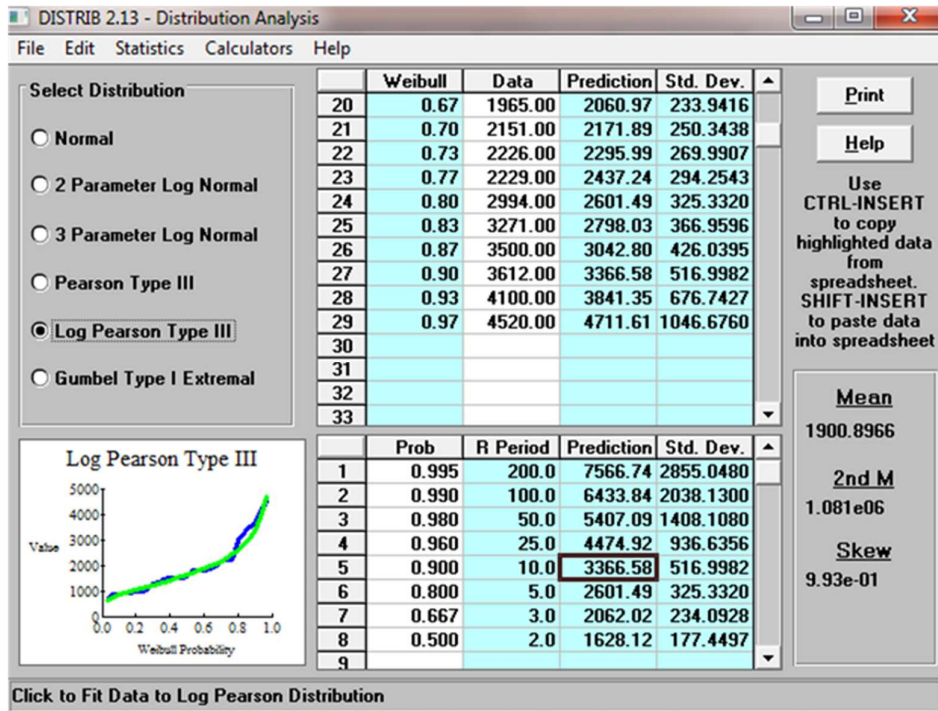 DISTRIB 2.13 - Distribution Analysis
File Edit Statistics Calculators Help
Select Distribution
Normal
2 Parameter Log Normal
3 Parameter Log Normal
Pearson Type III
Log Pearson Type III
Gumbel Type I Extremal
Weibull Data Prediction Std. Dev.
20 0.67 1965.00 2060.97 233.9416
21 0.70 2151.00 2171.89 250.3438
22 0.73 2226.00 2295.99 269.9907
23 0.77 2229.00 2437.24 294.2543
24 0.80 2994.00 2601.49 325.3320
25 0.83 3271.00 2798.03 366.9596
26 0.87 3500.00 3042.80 426.0395
27 0.90 3612.00 3366.58 516.9982
28 0.93 4100.00 3841.35 676.7427
29 0.97 4520.00 4711.61 1046.6760
30
31
32
33
Print
Help
Use
CTRL-INSERT
to copy
highlighted data
from
spreadsheet.
SHIFT-INSERT
to paste data
into spreadsheet
Log Pearson Type III
5000
4000
Value 3000
2000
1000
0
0.0 0.2 0.4 0.6 0.8 1.0
Weibull Probability
Prob R Period Prediction Std. Dev.
1 0.995 200.0 7566.74 2855.0480
2 0.990 100.0 6433.84 2038.1300
3 0.980 50.0 5407.09 1408.1080
4 0.960 25.0 4474.92 936.6356
5 0.900 10.0 3366.58 516.9982
6 0.800 5.0 2601.49 325.3320
7 0.667 3.0 2062.02 234.0928
8 0.500 2.0 1628.12 177.4497
9
Mean
1900.8966
2nd M
1.081e06
Skew
9.93e-01
Click to Fit Data to Log Pearson Distribution